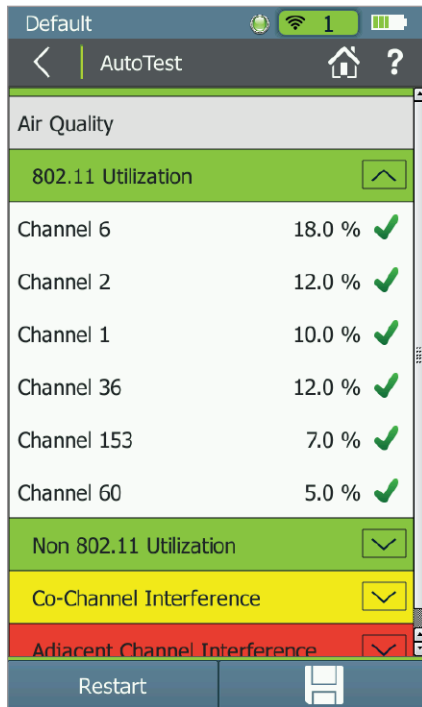 Default 1
AutoTest ?
Air Quality
802.11 Utilization
Channel 6 18.0 %
Channel 2 12.0 %
Channel 1 10.0 %
Channel 36 12.0 %
Channel 153 7.0 %
Channel 60 5.0 %
Non 802.11 Utilization
Co-Channel Interference
Adjacent Channel Interference
Restart